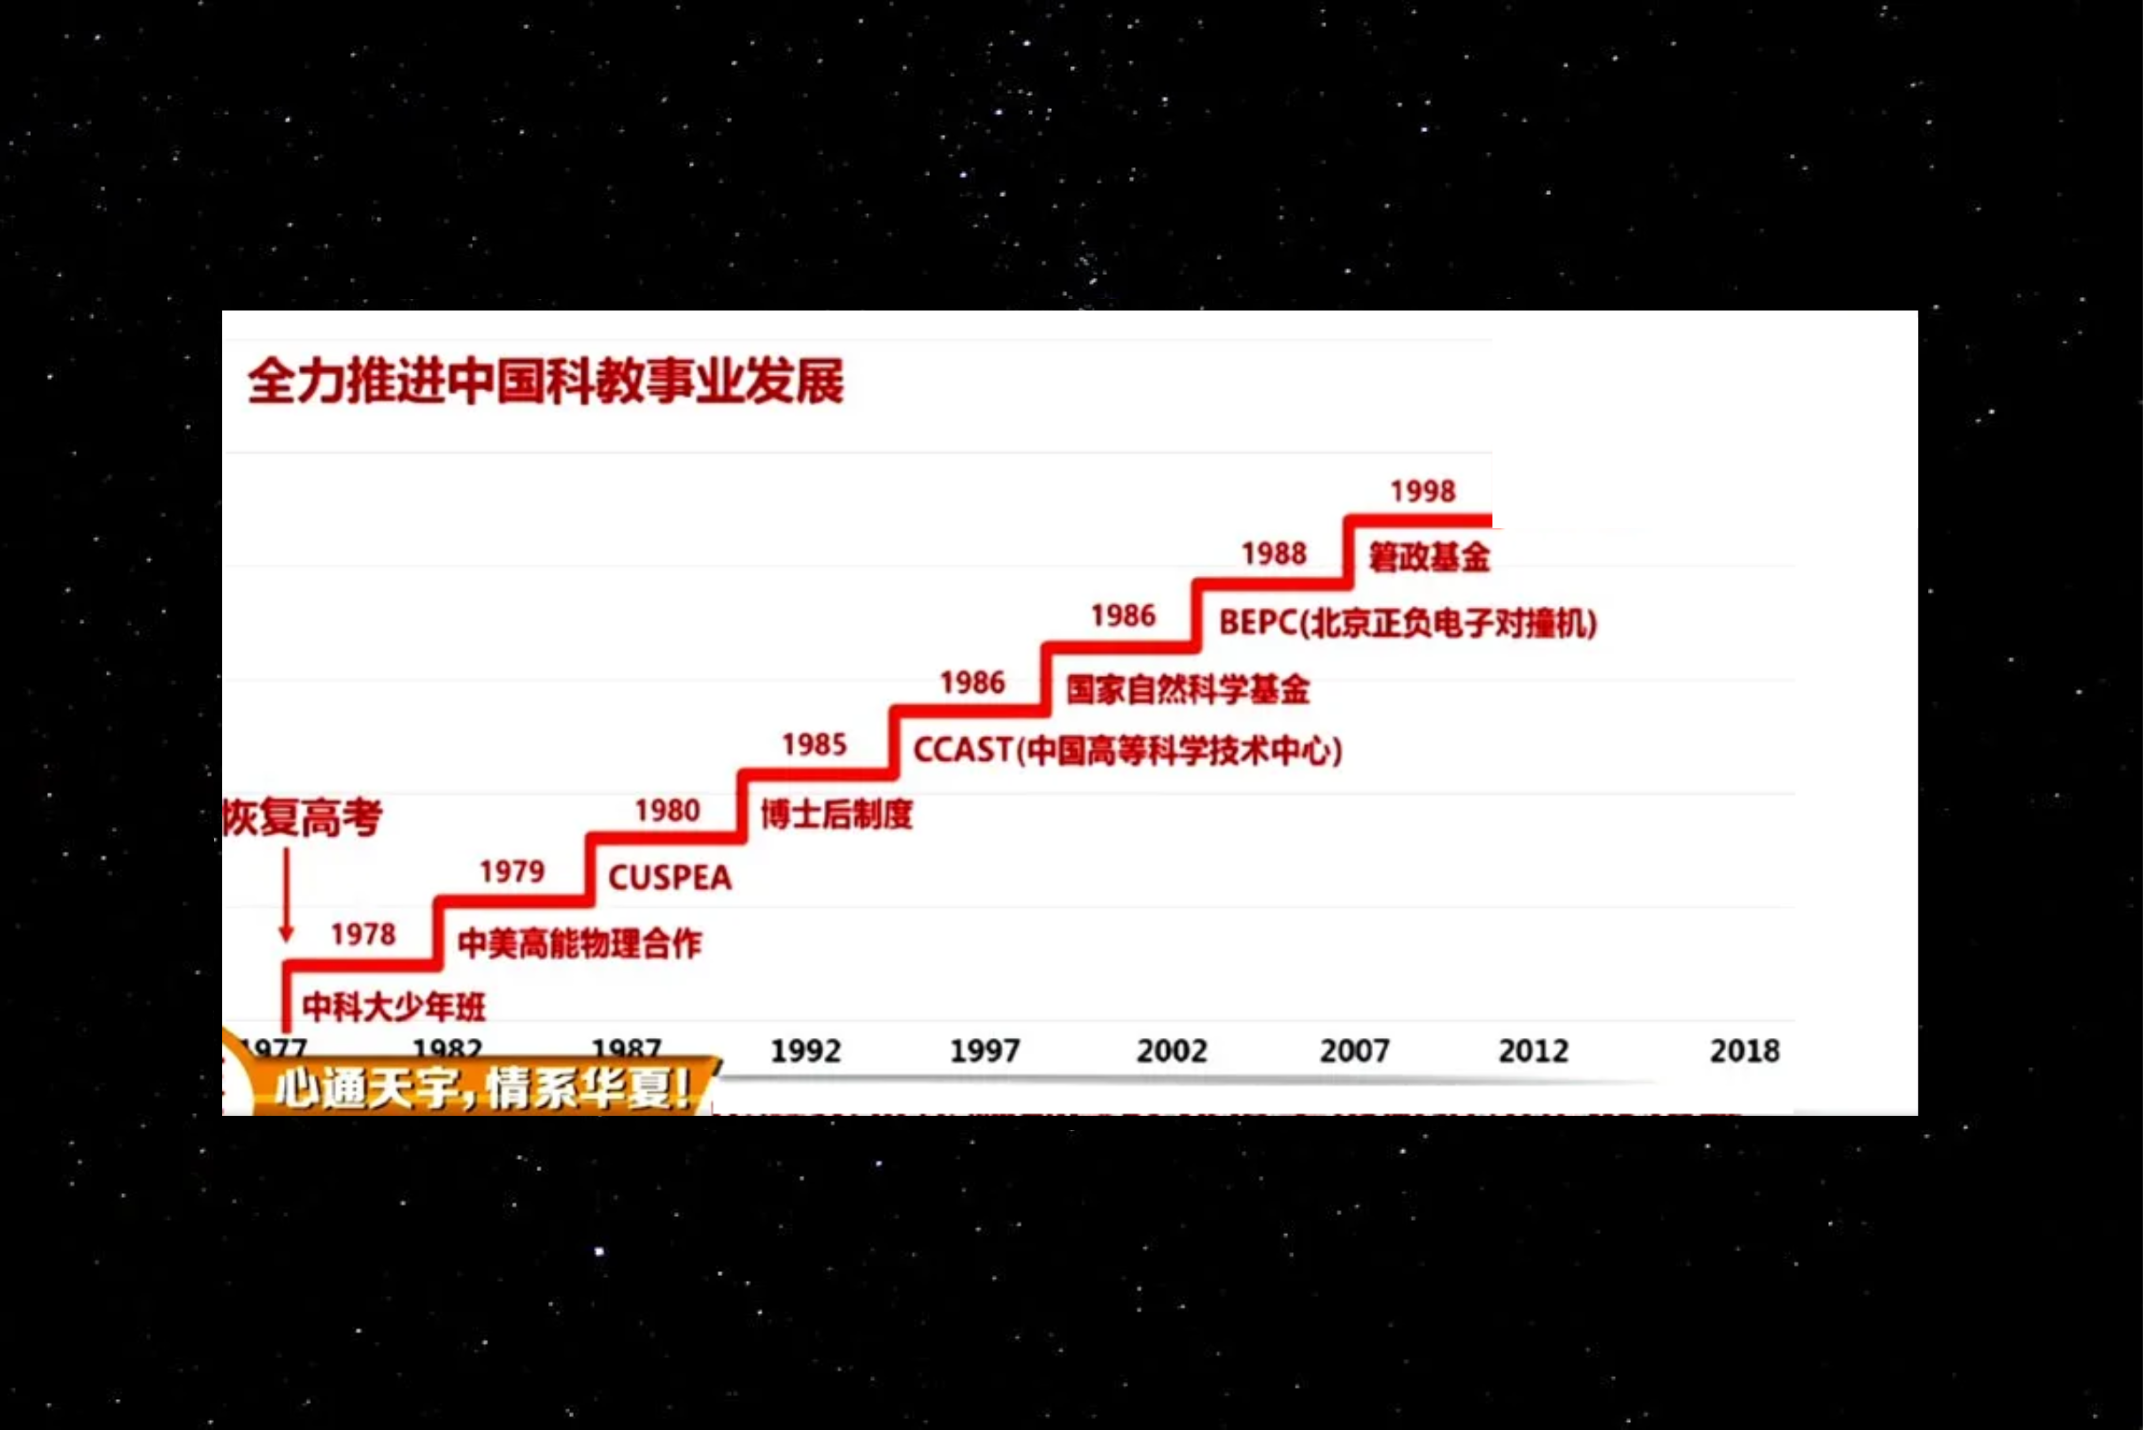 全力推进中国科教事业发展
1998
1988
䇹政基金
1986
BEPC(北京正负电子对撞机)
1986
国家自然科学基金
1985
CCAST(中国高等科学技术中心)
恢复高考
1980
博士后制度
1979
CUSPEA
1978
中美高能物理合作
中科大少年班
1977 1982 1987 1992 1997 2002 2007 2012 2018
心通天宇,情系华夏!